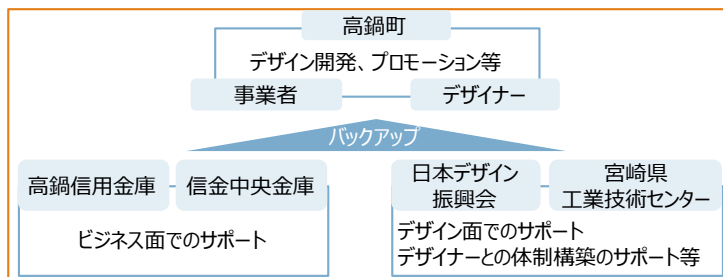 高鍋町
デザイン開発、プロモーション等
事業者
デザイナー
バックアップ
高鍋信用金庫
信金中央金庫
ビジネス面でのサポート
日本デザイン
振興会
宮崎県
工業技術センター
デザイン面でのサポート
デザイナーとの体制構築のサポート等